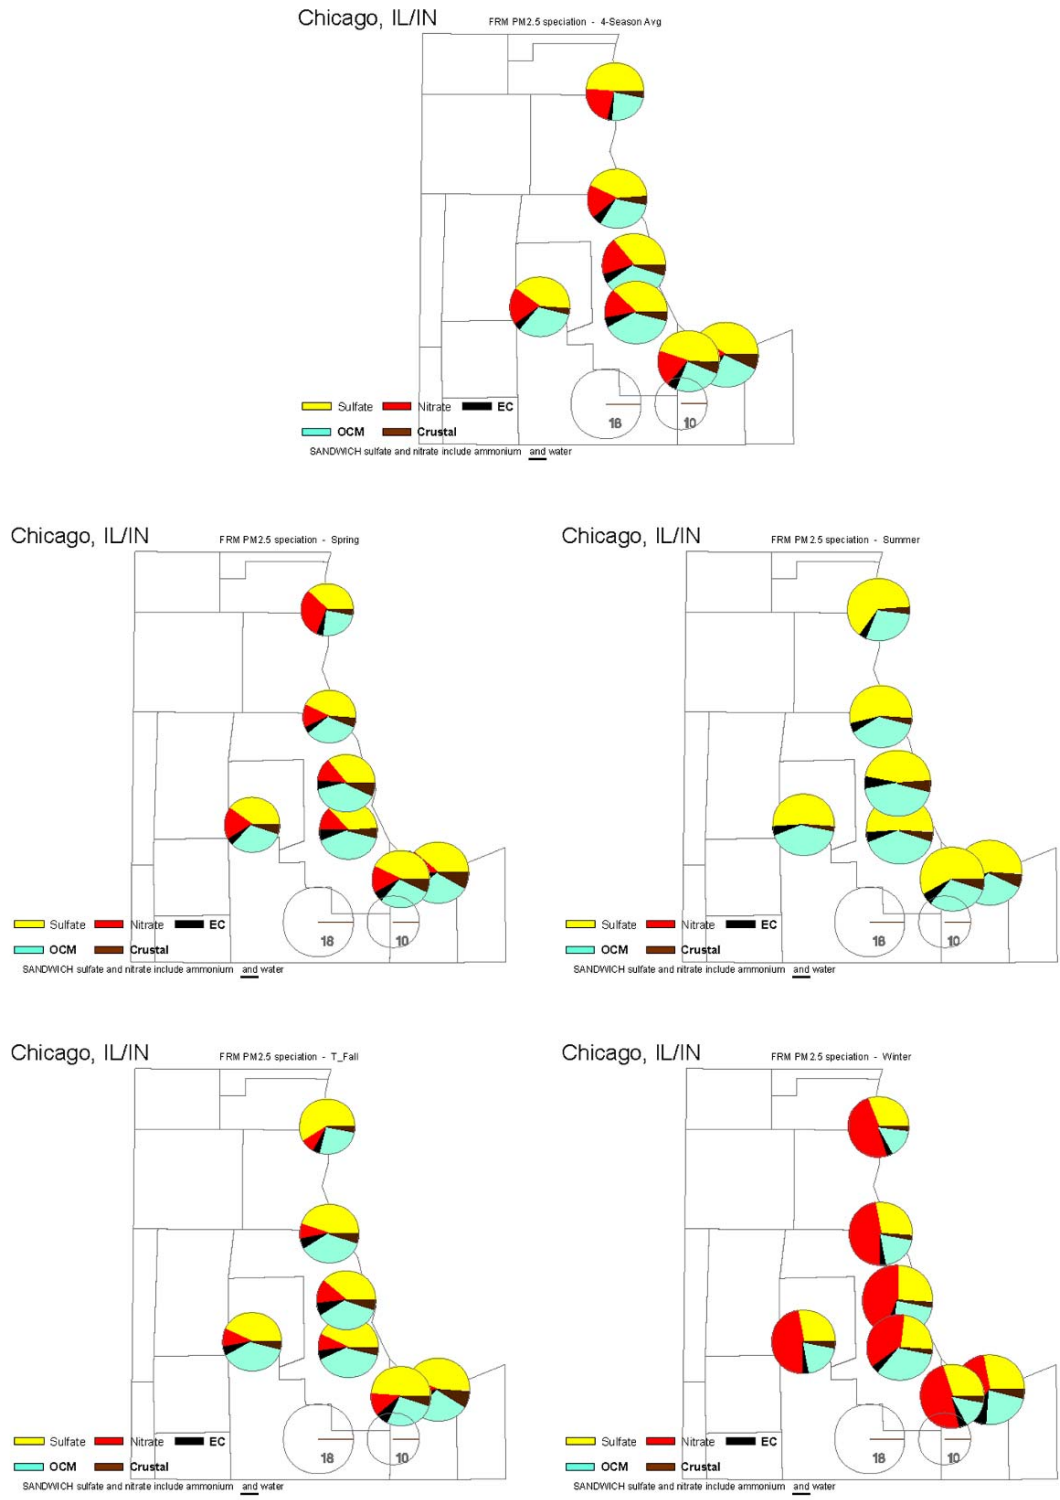 Chicago, IL/IN FRM PM2.5 speciation - 4-Season Avg
18 10
Sulfate Nitrate EC
OCM Crustal
SANDWICH sulfate and nitrate include ammonium and water
Chicago, IL/IN FRM PM2.5 speciation - Spring
18 10
Sulfate Nitrate EC
OCM Crustal
SANDWICH sulfate and nitrate include ammonium and water
Chicago, IL/IN FRM PM2.5 speciation - Summer
18 10
Sulfate Nitrate EC
OCM Crustal
SANDWICH sulfate and nitrate include ammonium and water
Chicago, IL/IN FRM PM2.5 speciation - T_Fall
18 10
Sulfate Nitrate EC
OCM Crustal
SANDWICH sulfate and nitrate include ammonium and water
Chicago, IL/IN FRM PM2.5 speciation - Winter
18 10
Sulfate Nitrate EC
OCM Crustal
SANDWICH sulfate and nitrate include ammonium and water